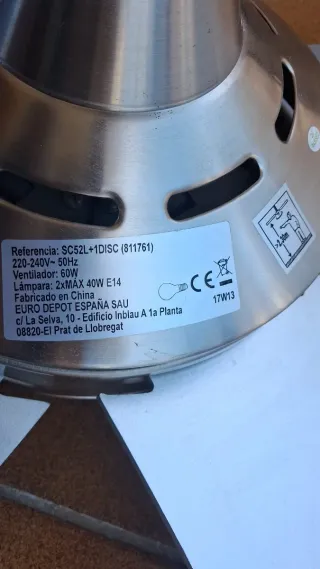 Referencia: SC52L+1DISC (811761)
220-240V~ 50Hz
Ventilador: 60W
Lámpara: 2xMAX 40W E14
Fabricado en China
EURO DEPOT ESPAÑA SAU
c/ La Selva, 10 - Edificio Inblau A 1a Planta
08820-El Prat de Llobregat
CE
17W13